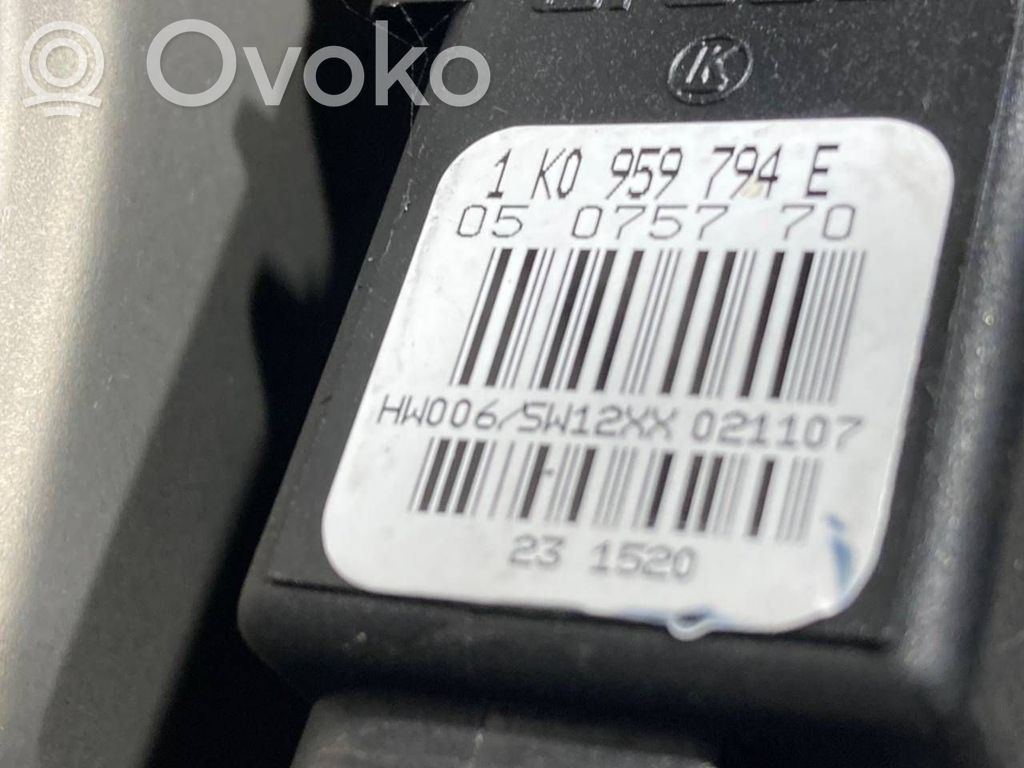 Ovoko
K
1 K0 959 794 E
05 0757 70
HW006/SW12XX 021107
23 1520